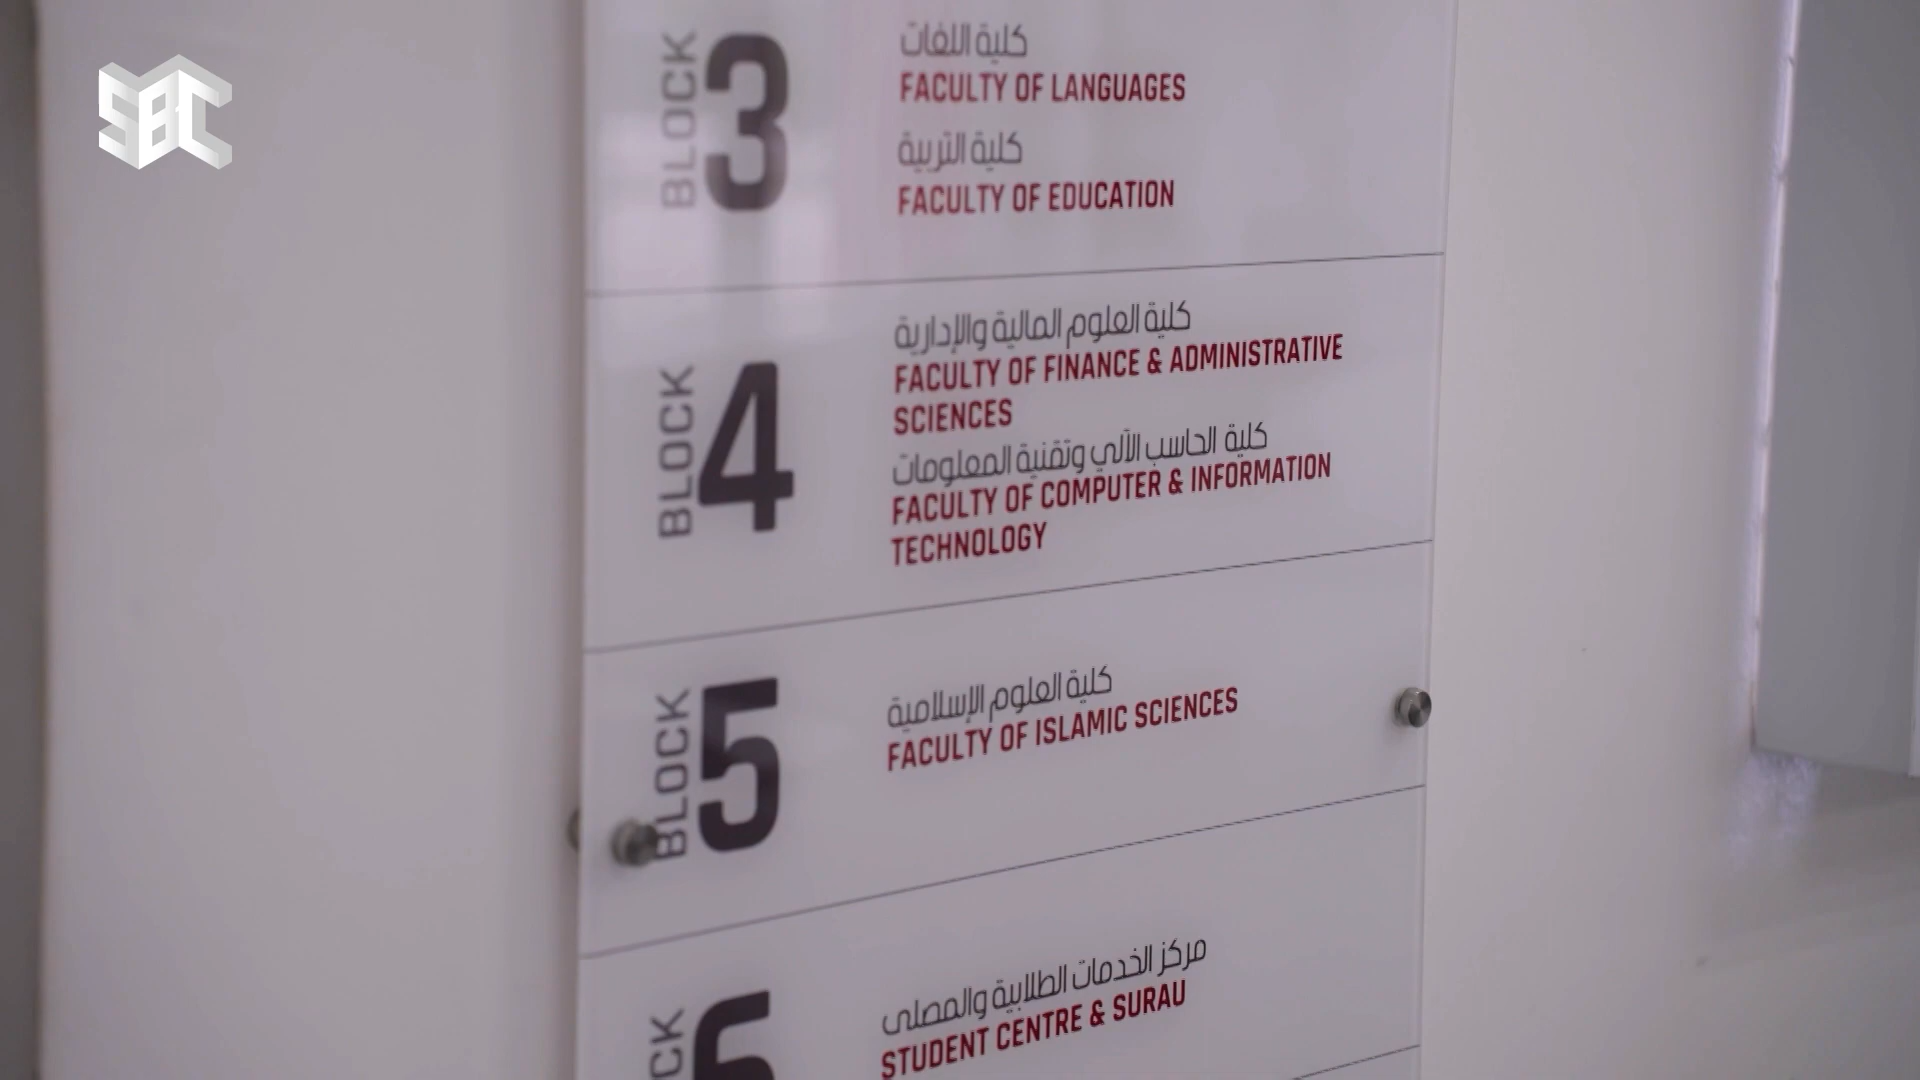 SBC
BLOCK 3
كلية اللغات
FACULTY OF LANGUAGES
كلية التربية
FACULTY OF EDUCATION
BLOCK 4
كلية العلوم المالية والإدارية
FACULTY OF FINANCE & ADMINISTRATIVE
SCIENCES
كلية الحاسب الآلي وتقنية المعلومات
FACULTY OF COMPUTER & INFORMATION
TECHNOLOGY
BLOCK 5
كلية العلوم الإسلامية
FACULTY OF ISLAMIC SCIENCES
6
مركز الخدمات الطلابية والمصلى
STUDENT CENTRE & SURAU